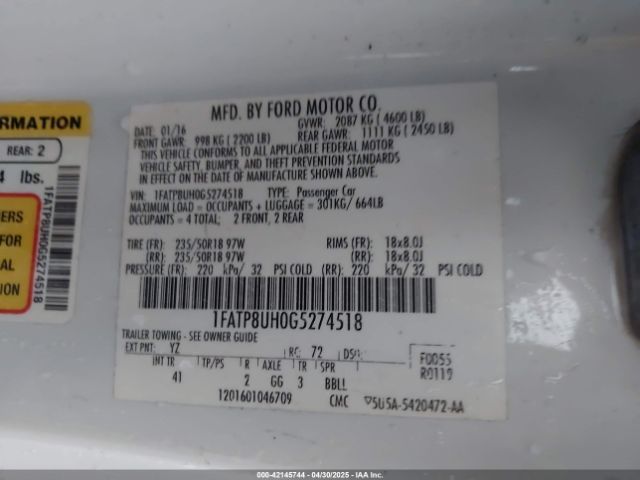 MFD. BY FORD MOTOR CO.
DATE: 01/16 GVWR: 2087 KG ( 4600 LB)
FRONT GAWR: 998 KG ( 2200 LB) REAR GAWR: 1111 KG ( 2450 LB)
THIS VEHICLE CONFORMS TO ALL APPLICABLE FEDERAL MOTOR
VEHICLE SAFETY, BUMPER, AND THEFT PREVENTION STANDARDS
IN EFFECT ON THE DATE OF MANUFACTURE SHOWN ABOVE.
VIN: 1FATP8UH0G5274518 TYPE: Passenger Car
MAXIMUM LOAD = OCCUPANTS + LUGGAGE = 301KG/ 664LB
OCCUPANTS = 4 TOTAL; 2 FRONT, 2 REAR
TIRE (FR): 235/50R18 97W RIMS (FR): 18x8.0J
(RR): 235/50R18 97W (RR): 18x8.0J
PRESSURE (FR): 220 kPa/ 32 PSI COLD (RR): 220 kPa/ 32 PSI COLD
1FATP8UH0G5274518
TRAILER TOWING - SEE OWNER GUIDE
EXT PNT: YZ RC: 72 DSO: F0055
INT TR TP/PS R AXLE TR SPR R0119
41 2 GG 3 BBLL
1201601046709 CMC 5U5A-5420472-AA
ORMATION
REAR: 2
4 lbs.
1FATP8UH0G5274518
ERS
FOR
AL
TION
00-42145744 - 04/30/2025 - IAA Inc.